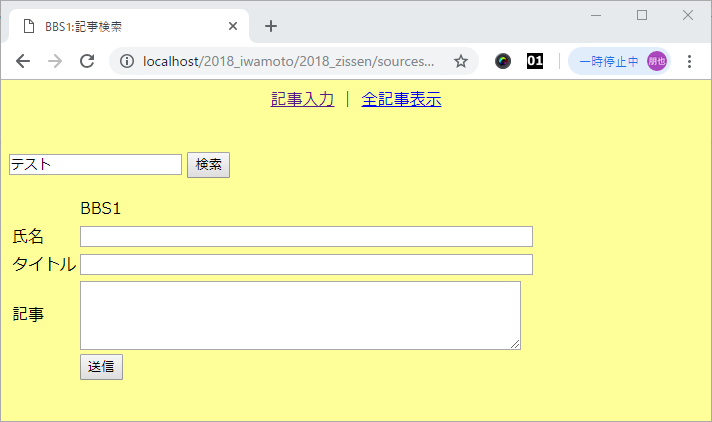 BBS1:記事検索
localhost/2018_iwamoto/2018_zissen/sources...
01
一時停止中 朋也
記事入力 | 全記事表示
テスト 検索
BBS1
氏名
タイトル
記事
送信